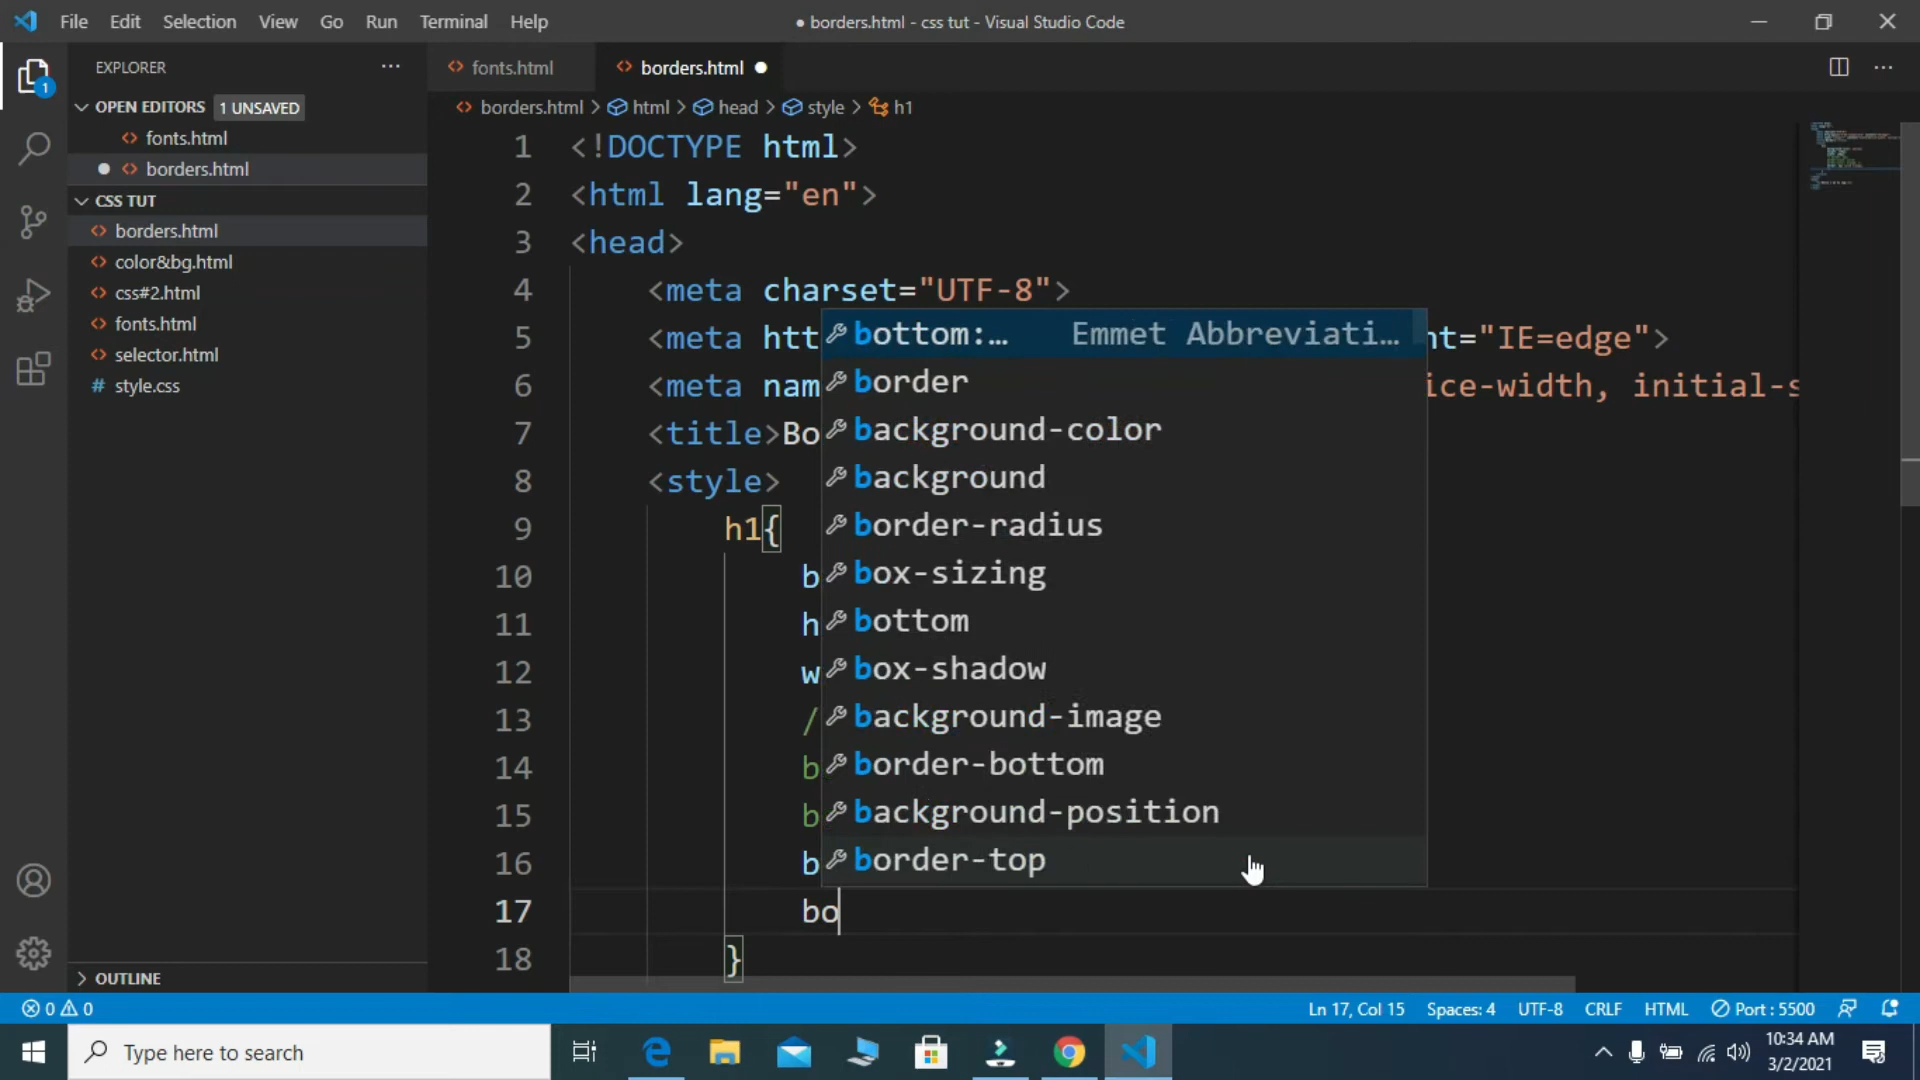 File Edit Selection View Go Run Terminal Help
● borders.html - css tut - Visual Studio Code
EXPLORER
OPEN EDITORS 1 UNSAVED
fonts.html
borders.html
CSS TUT
borders.html
color&bg.html
css#2.html
fonts.html
selector.html
# style.css
OUTLINE
1
fonts.html
borders.html ●
borders.html > html > head > style > h1
1 <!DOCTYPE html>
2 <html lang="en">
3 <head>
4 <meta charset="UTF-8">
5 <meta htt nt="IE=edge">
6 <meta nam ice-width, initial-s
7 <title>Bo
8 <style>
9 h1{
10 b
11 h
12 w
13 /
14 b
15 b
16 b
17 bo
18 }
bottom:… Emmet Abbreviati…
border
background-color
background
border-radius
box-sizing
bottom
box-shadow
background-image
border-bottom
background-position
border-top
0 0
Ln 17, Col 15 Spaces: 4 UTF-8 CRLF HTML Port : 5500
Type here to search
10:34 AM
3/2/2021